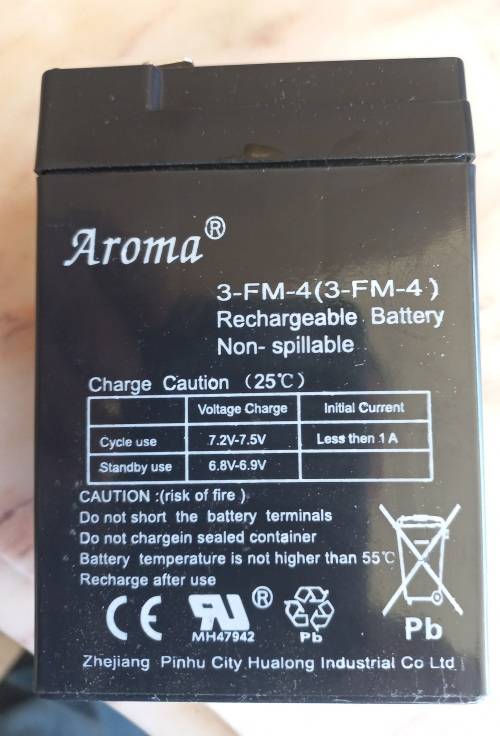 Aroma®
3-FM-4(3-FM-4)
Rechargeable Battery
Non- spillable
Charge Caution (25℃)
Voltage Charge Initial Current
Cycle use 7.2V-7.5V Less then 1 A
Standby use 6.8V-6.9V
CAUTION :(risk of fire )
Do not short the battery terminals
Do not chargein sealed container
Battery temperature is not higher than 55℃
Recharge after use
CE RU® Pb
MH47942
Pb
Zhejiang Pinhu City Hualong Industrial Co Ltd